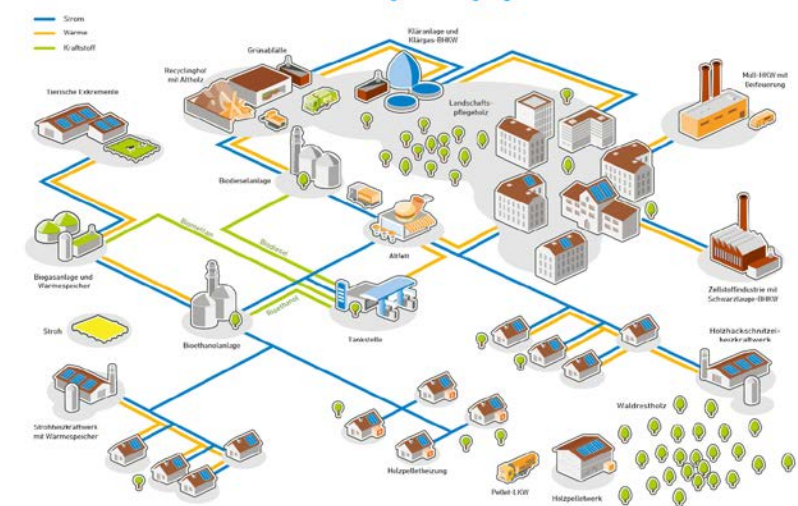 Strom
Wärme
Kraftstoff
Kläranlage und
Klärgas-BHKW
Grünabfälle
Recyclinghof
mit Altholz
Tierische Exkremente
Landschafts-
pflegeholz
Müll-HKW mit
Biodieselanlage
Biomethan
Biodiesel
Altfett
Biogasanlage und
Wärmespeicher
Bioethanol
Zellstoffindustrie mit
Schwarzlauge-BHKW
Stroh
Bioethanolanlage
Tankstelle
Holzhackschnitzel-
heizkraftwerk
Waldrestholz
Strohheizkraftwerk
mit Wärmespeicher
Holzpelletheizung
Pellet-LKW
Holzpelletwerk